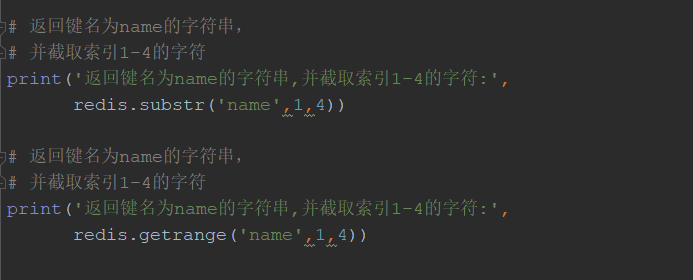 # 返回键名为name的字符串,
# 并截取索引1-4的字符
print('返回键名为name的字符串,并截取索引1-4的字符:',
redis.substr('name',1,4))
# 返回键名为name的字符串,
# 并截取索引1-4的字符
print('返回键名为name的字符串,并截取索引1-4的字符:',
redis.getrange('name',1,4))